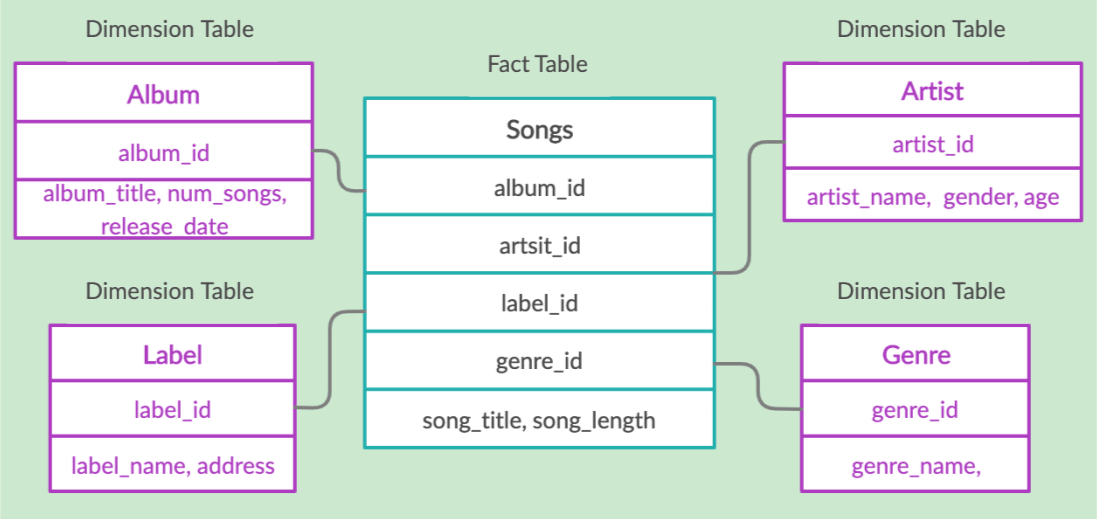 Dimension Table
Album
album_id
album_title, num_songs,
release_date
Dimension Table
Label
label_id
label_name, address
Fact Table
Songs
album_id
artsit_id
label_id
genre_id
song_title, song_length
Dimension Table
Artist
artist_id
artist_name, gender, age
Dimension Table
Genre
genre_id
genre_name,